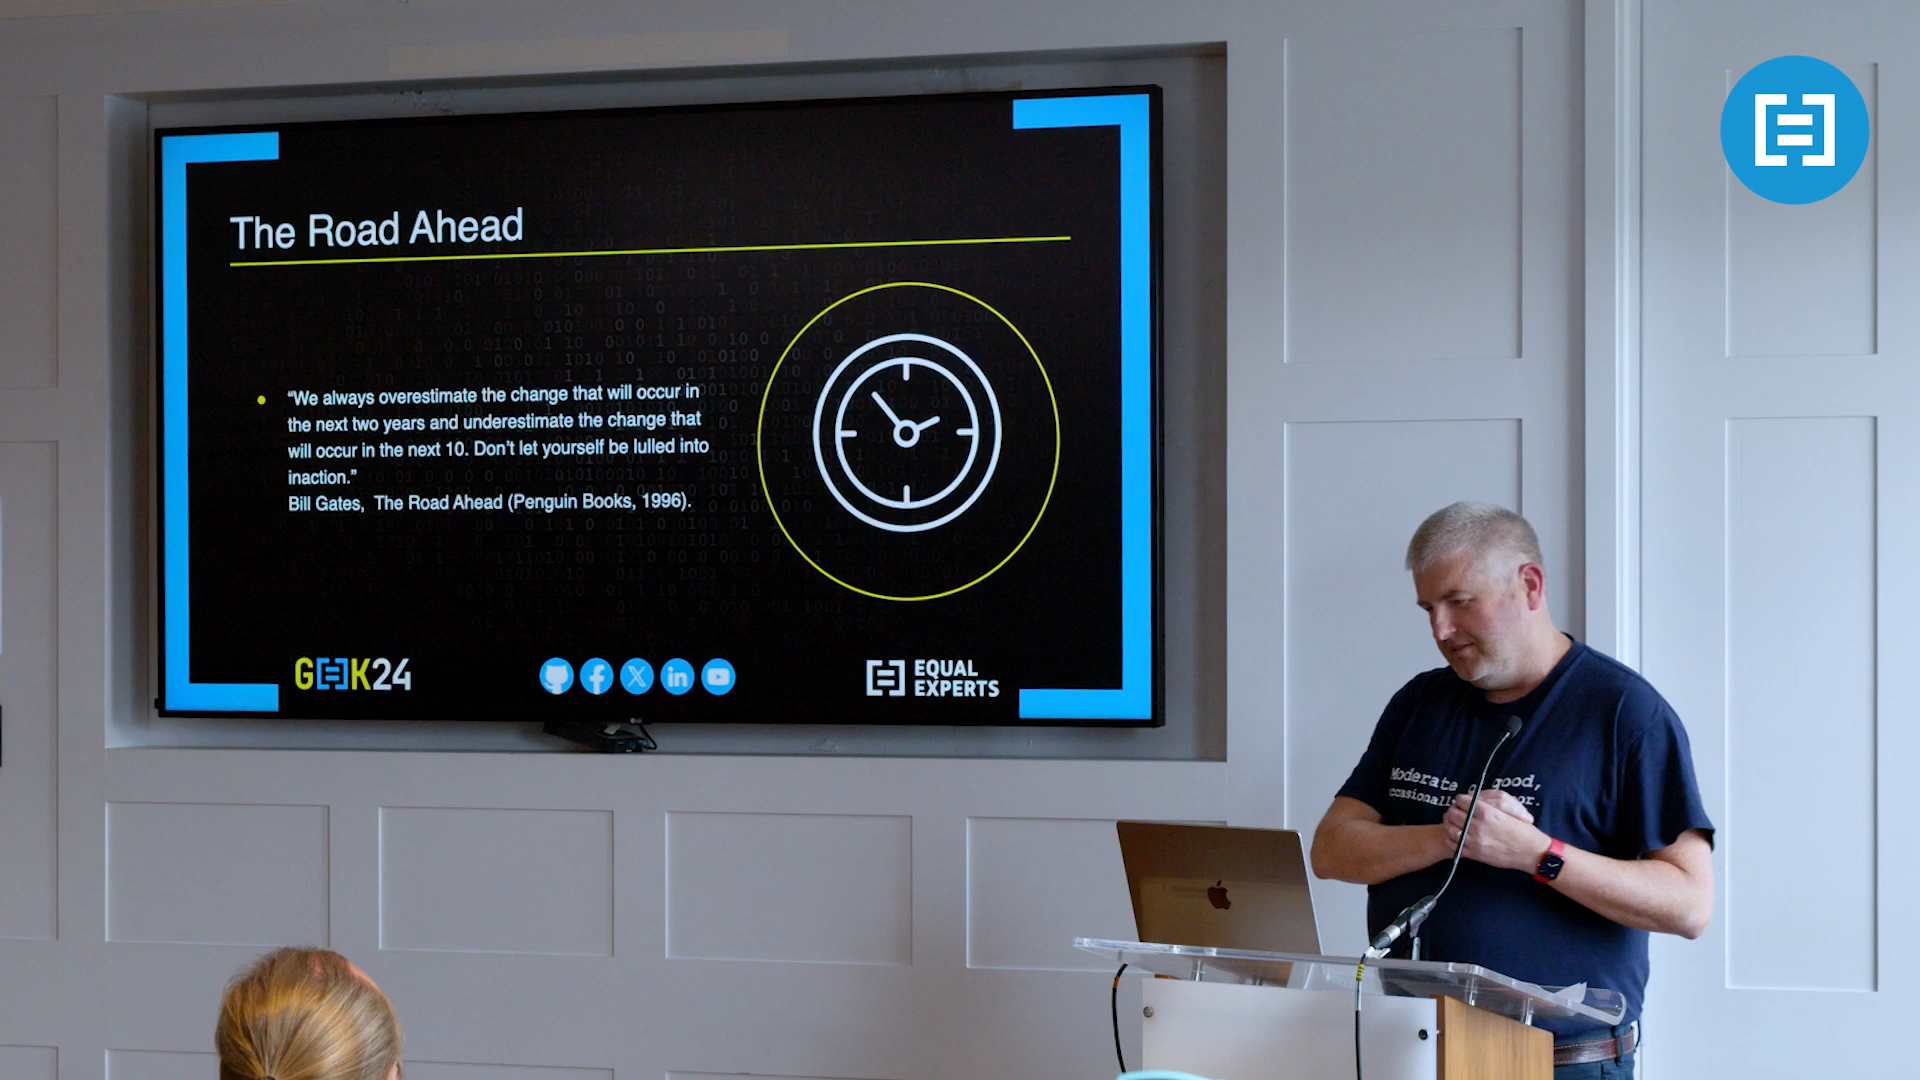 The Road Ahead
“We always overestimate the change that will occur in
the next two years and underestimate the change that
will occur in the next 10. Don’t let yourself be lulled into
inaction.”
Bill Gates, The Road Ahead (Penguin Books, 1996).
GEEK24
EQUAL
EXPERTS
Moderate good,